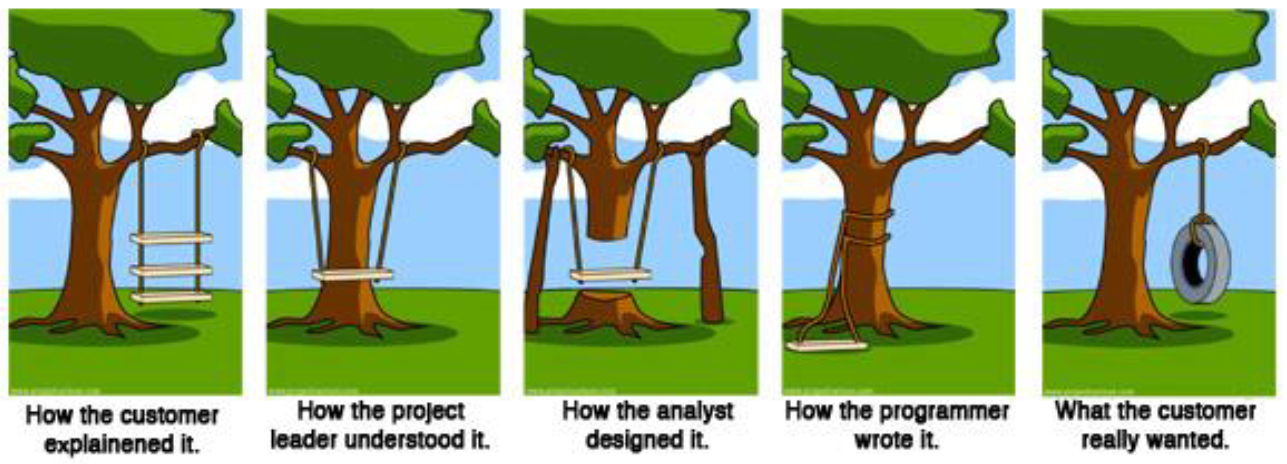 How the customer
explainened it.
How the project
leader understood it.
How the analyst
designed it.
How the programmer
wrote it.
What the customer
really wanted.